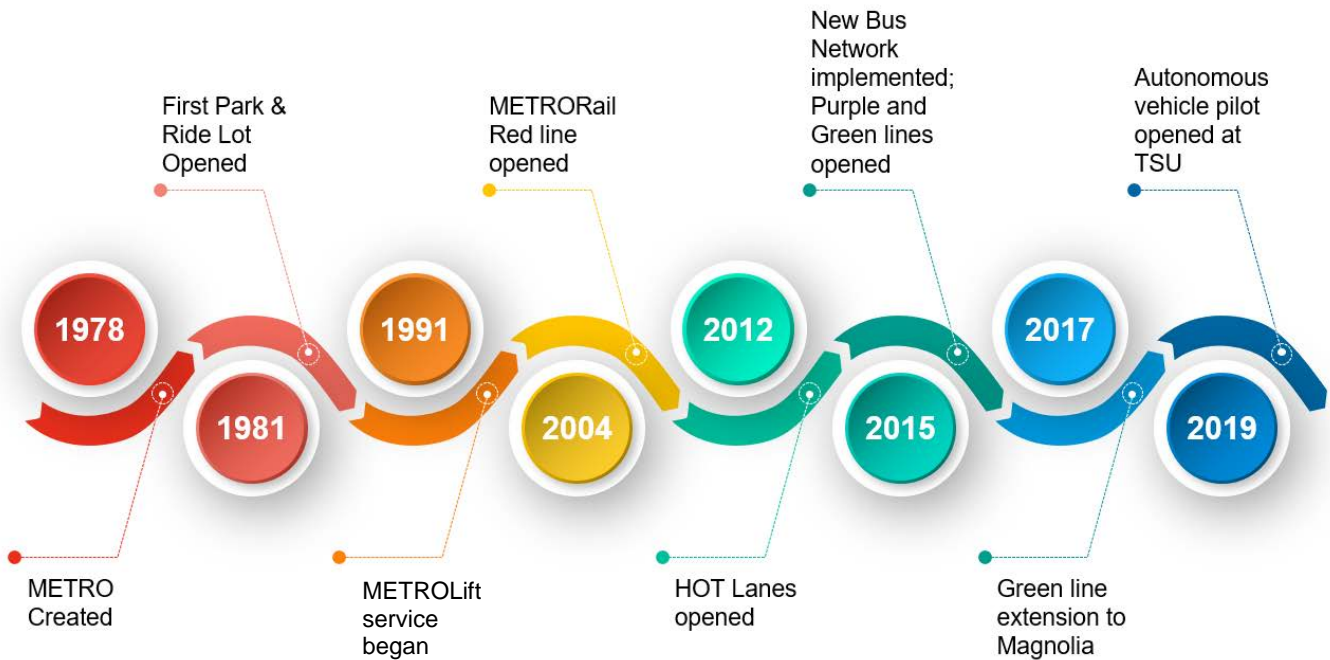 1978
METRO
Created
First Park &
Ride Lot
Opened
1981
1991
METROLift
service
began
METRORail
Red line
opened
2004
2012
HOT Lanes
opened
New Bus
Network
implemented;
Purple and
Green lines
opened
2015
2017
Green line
extension to
Magnolia
Autonomous
vehicle pilot
opened at
TSU
2019